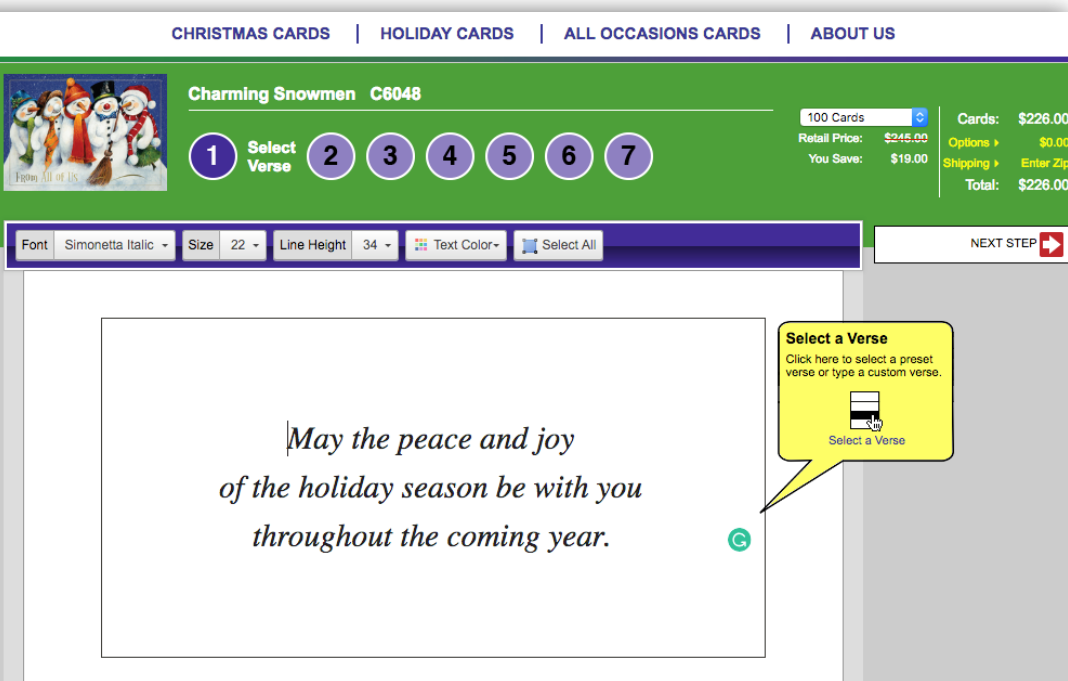 CHRISTMAS CARDS | HOLIDAY CARDS | ALL OCCASIONS CARDS | ABOUT US
Charming Snowmen C6048
FROM ALL OF US
1 Select Verse 2 3 4 5 6 7
100 Cards
Retail Price: $245.00
You Save: $19.00
Cards: $226.00
Options $0.00
Shipping Enter Zip
Total: $226.00
Font Simonetta Italic Size 22 Line Height 34 Text Color Select All
NEXT STEP
Select a Verse
Click here to select a preset
verse or type a custom verse.
Select a Verse
May the peace and joy
of the holiday season be with you
throughout the coming year.